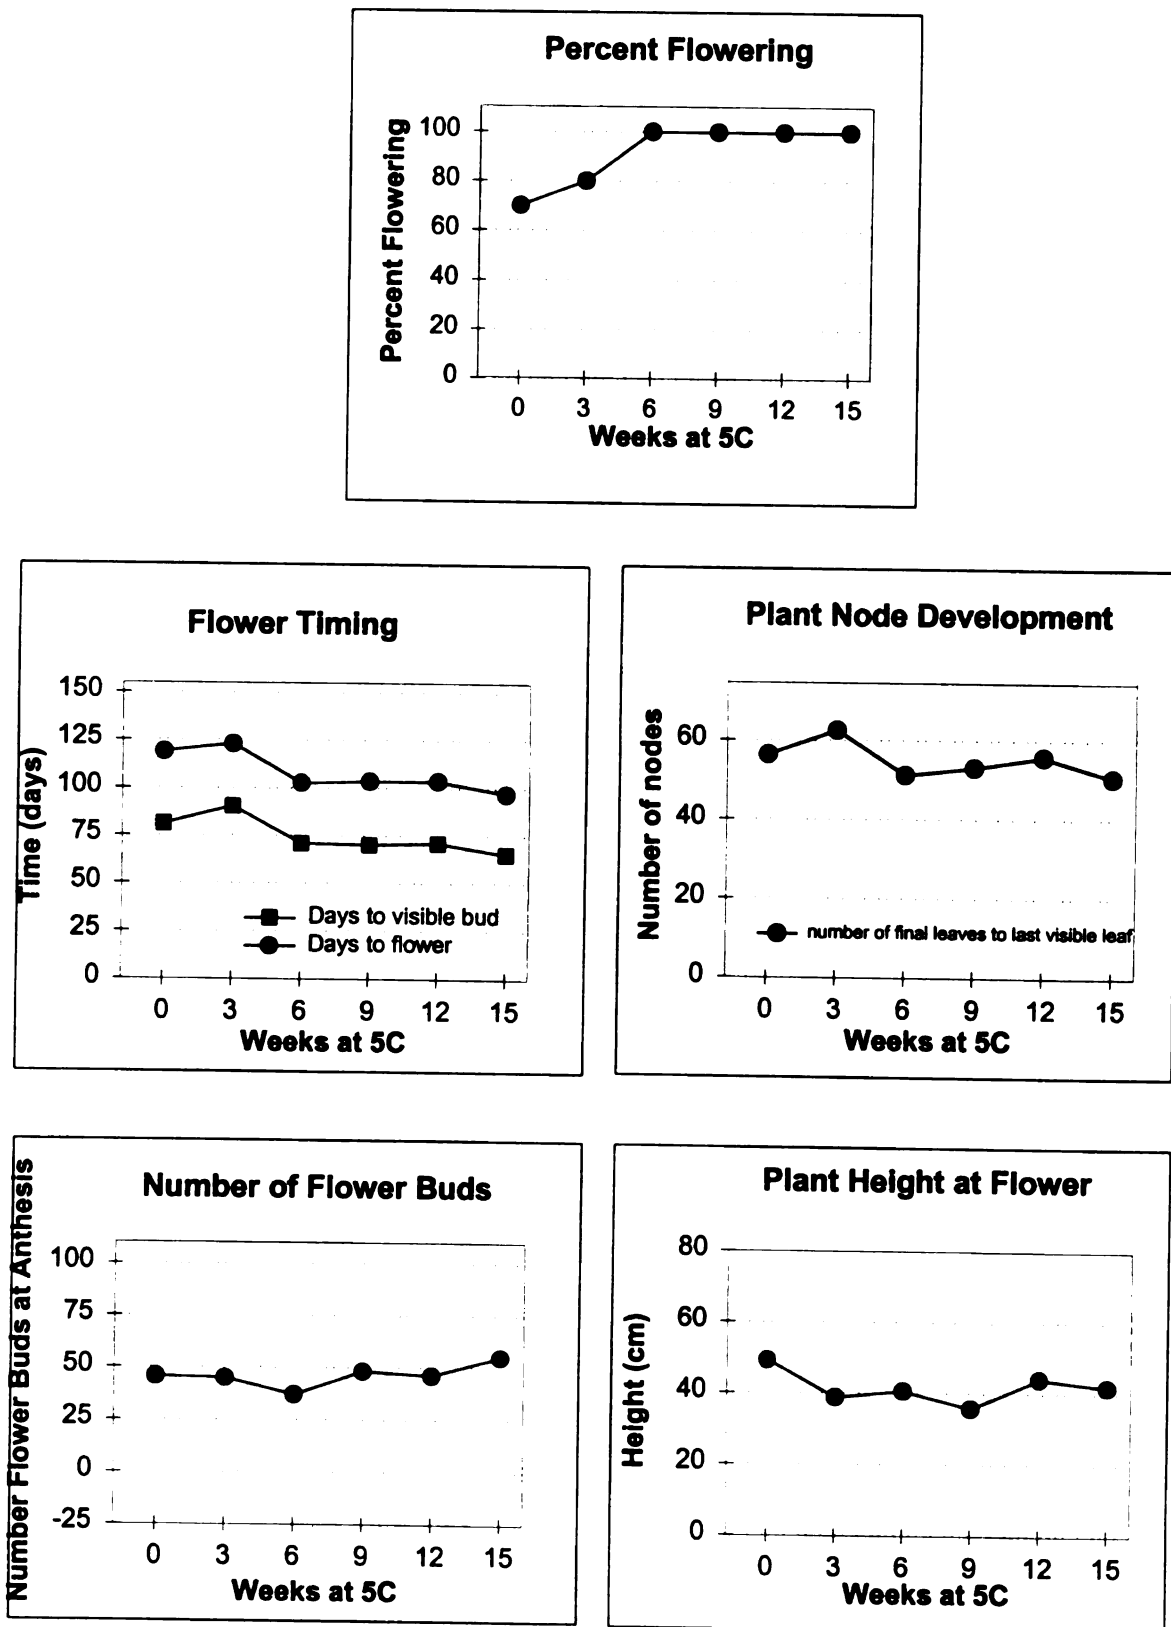 Percent Flowering
Percent Flowering
100
80
60
40
20
0
0 3 6 9 12 15
Weeks at 5C
Flower Timing
Time (days)
150
125
100
75
50
25
0
Days to visible bud
Days to flower
0 3 6 9 12 15
Weeks at 5C
Plant Node Development
Number of nodes
60
40
20
0
number of final leaves to last visible leaf
0 3 6 9 12 15
Weeks at 5C
Number of Flower Buds
Number Flower Buds at Anthesis
100
75
50
25
0
-25
0 3 6 9 12 15
Weeks at 5C
Plant Height at Flower
Height (cm)
80
60
40
20
0
0 3 6 9 12 15
Weeks at 5C